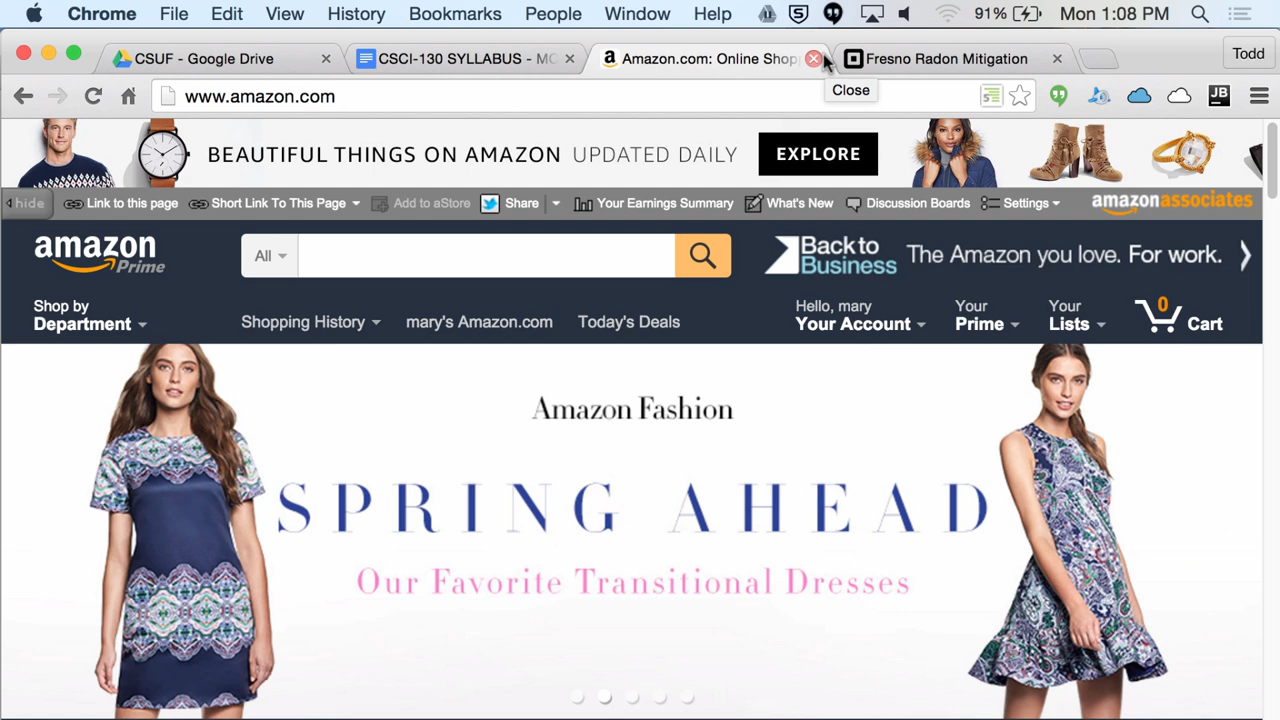 Chrome File Edit View History Bookmarks People Window Help 91% Mon 1:08 PM
CSUF - Google Drive CSCI-130 SYLLABUS - MO Amazon.com: Online Shop Fresno Radon Mitigation Todd
Close
www.amazon.com
JB
BEAUTIFUL THINGS ON AMAZON UPDATED DAILY EXPLORE
hide Link to this page Short Link To This Page Add to aStore Share Your Earnings Summary What's New Discussion Boards Settings amazonassociates
amazon Prime
All
Back to Business
The Amazon you love. For work.
Shop by Department
Shopping History mary's Amazon.com Today's Deals
Hello, mary
Your Account
Your Prime
Your Lists
0 Cart
Amazon Fashion
SPRING AHEAD
Our Favorite Transitional Dresses